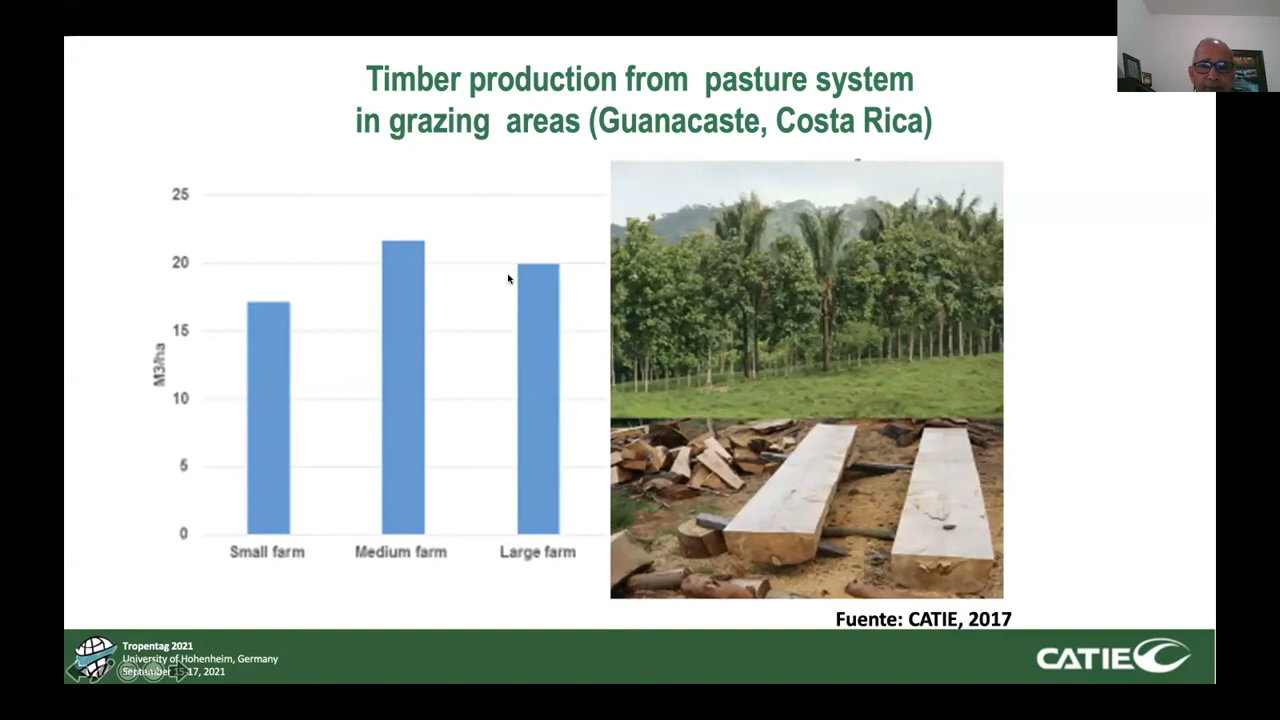 Timber production from pasture system
in grazing areas (Guanacaste, Costa Rica)
25
20
15
10
5
0
M3/ha
Small farm Medium farm Large farm
Fuente: CATIE, 2017
Tropentag 2021
University of Hohenheim, Germany
September 15-17, 2021
CATIE